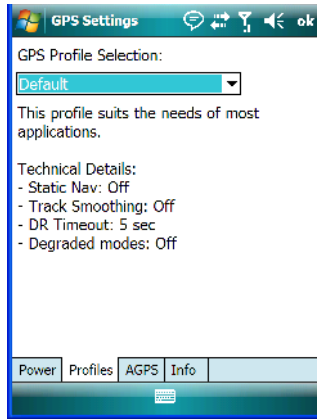 GPS Settings ok
GPS Profile Selection:
Default
This profile suits the needs of most
applications.
Technical Details:
- Static Nav: Off
- Track Smoothing: Off
- DR Timeout: 5 sec
- Degraded modes: Off
Power Profiles AGPS Info